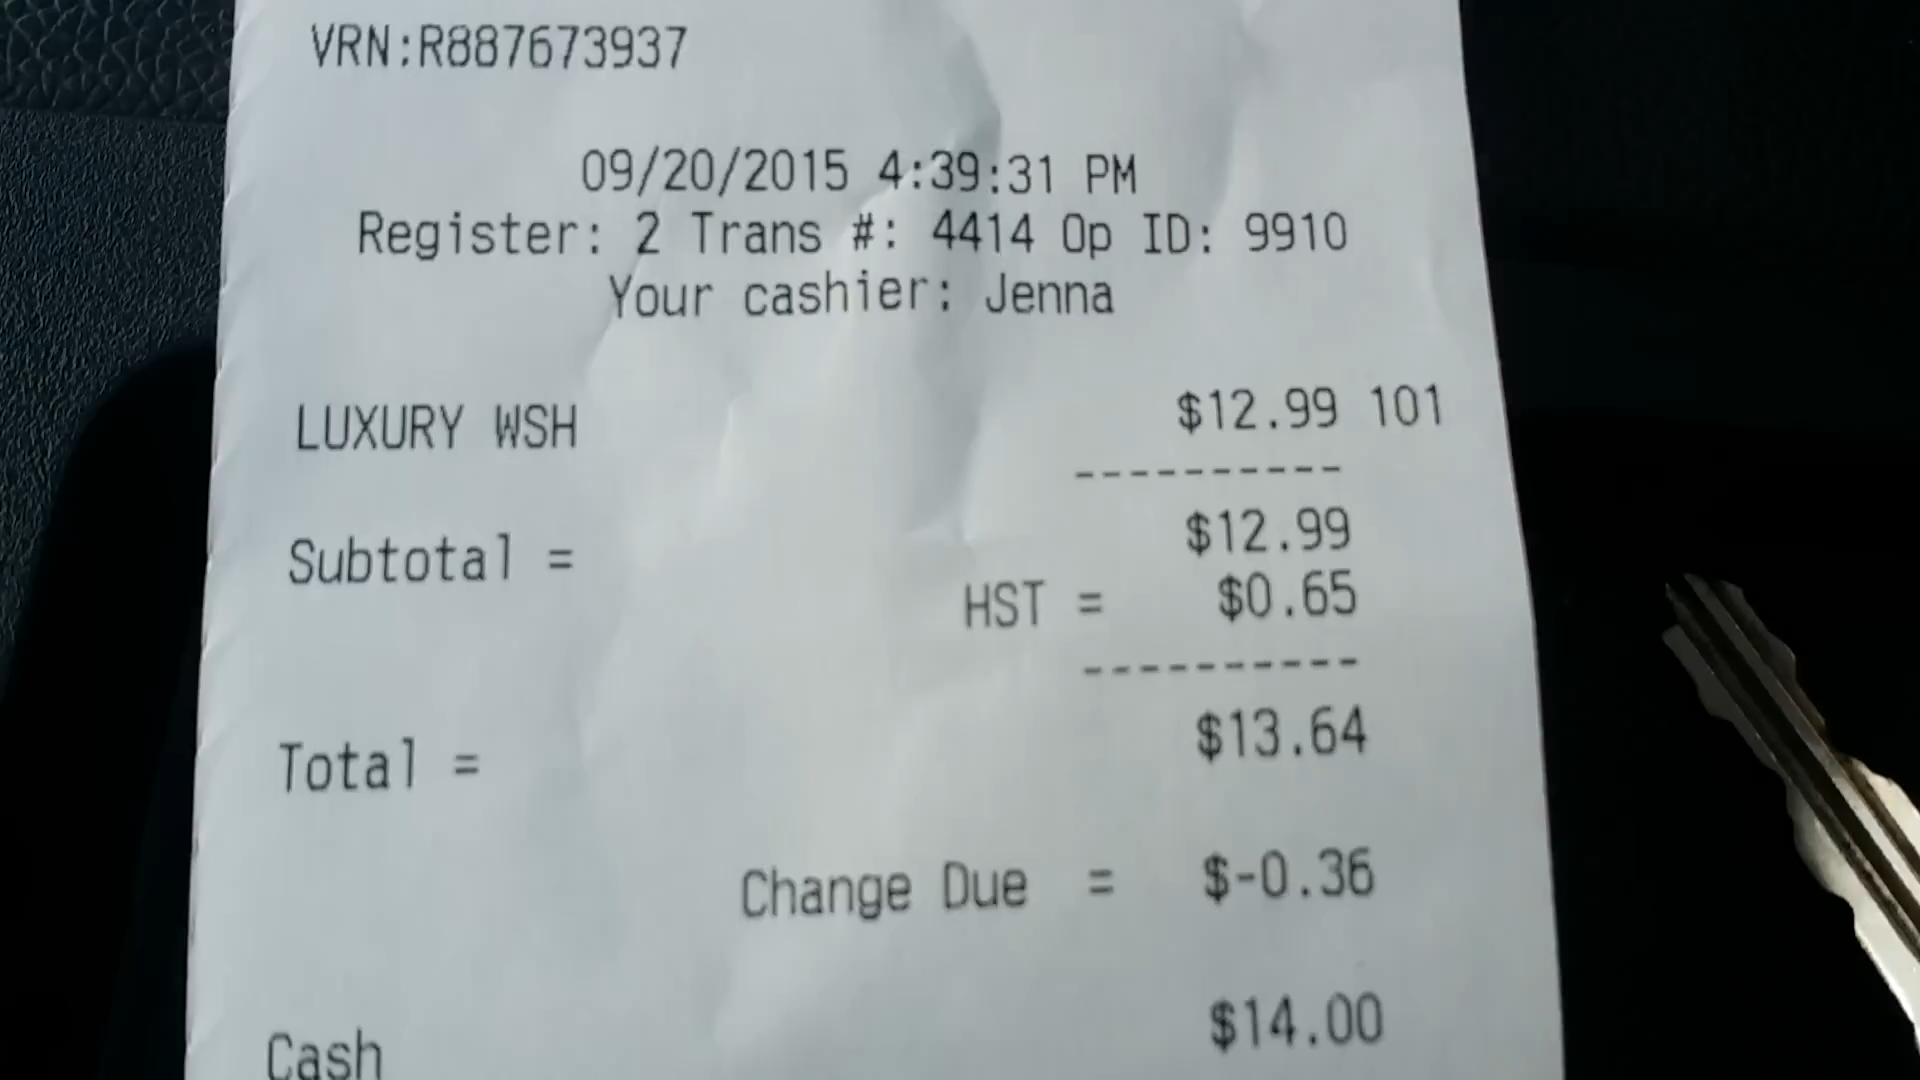 VRN:R887673937
09/20/2015 4:39:31 PM
Register: 2 Trans #: 4414 Op ID: 9910
Your cashier: Jenna
LUXURY WSH $12.99 101
----------
Subtotal = $12.99
HST = $0.65
----------
Total = $13.64
Change Due = $-0.36
Cash $14.00